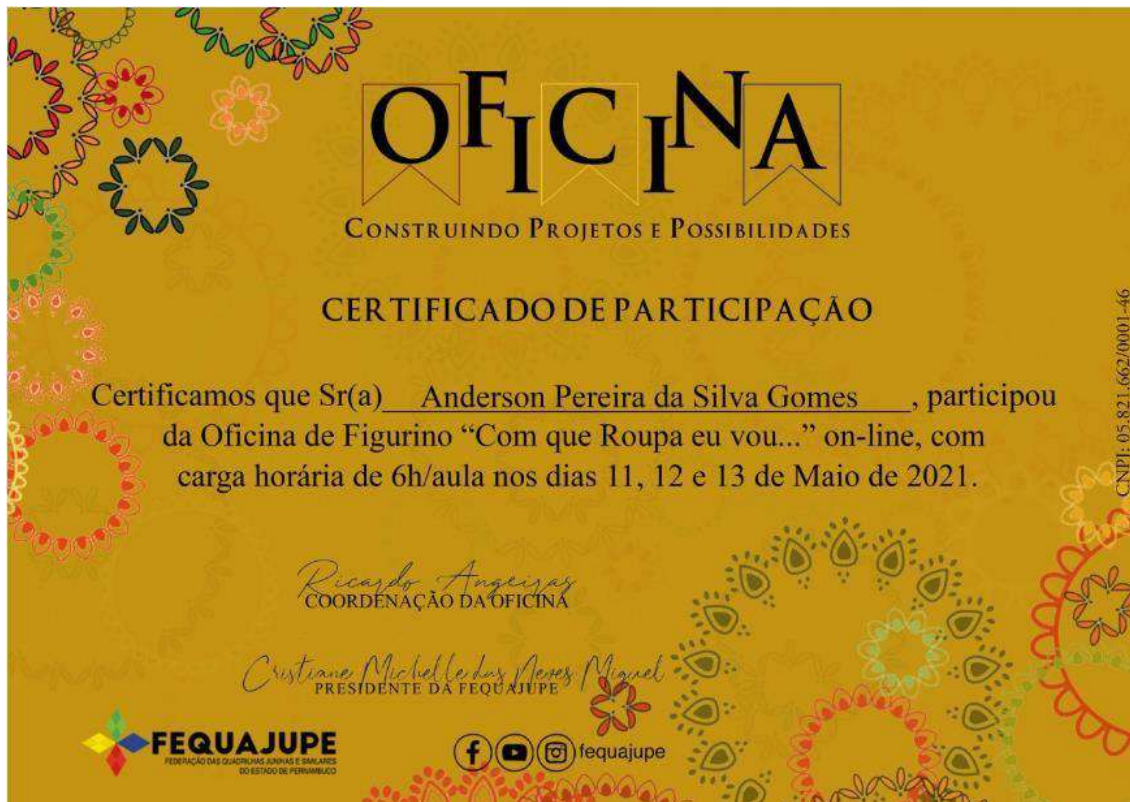 OFICINA
CONSTRUINDO PROJETOS E POSSIBILIDADES
CERTIFICADO DE PARTICIPAÇÃO
Certificamos que Sr(a) Anderson Pereira da Silva Gomes , participou
da Oficina de Figurino “Com que Roupa eu vou...” on-line, com
carga horária de 6h/aula nos dias 11, 12 e 13 de Maio de 2021.
Ricardo Angeiras
COORDENAÇÃO DA OFICINA
Cristiane Michelle das Neves Miguel
PRESIDENTE DA FEQUAJUPE
FEQUAJUPE
FEDERAÇÃO DAS QUADRILHAS JUNINAS E SIMILARES
DO ESTADO DE PERNAMBUCO
fequajupe
CNPJ: 05.821.662/0001-46